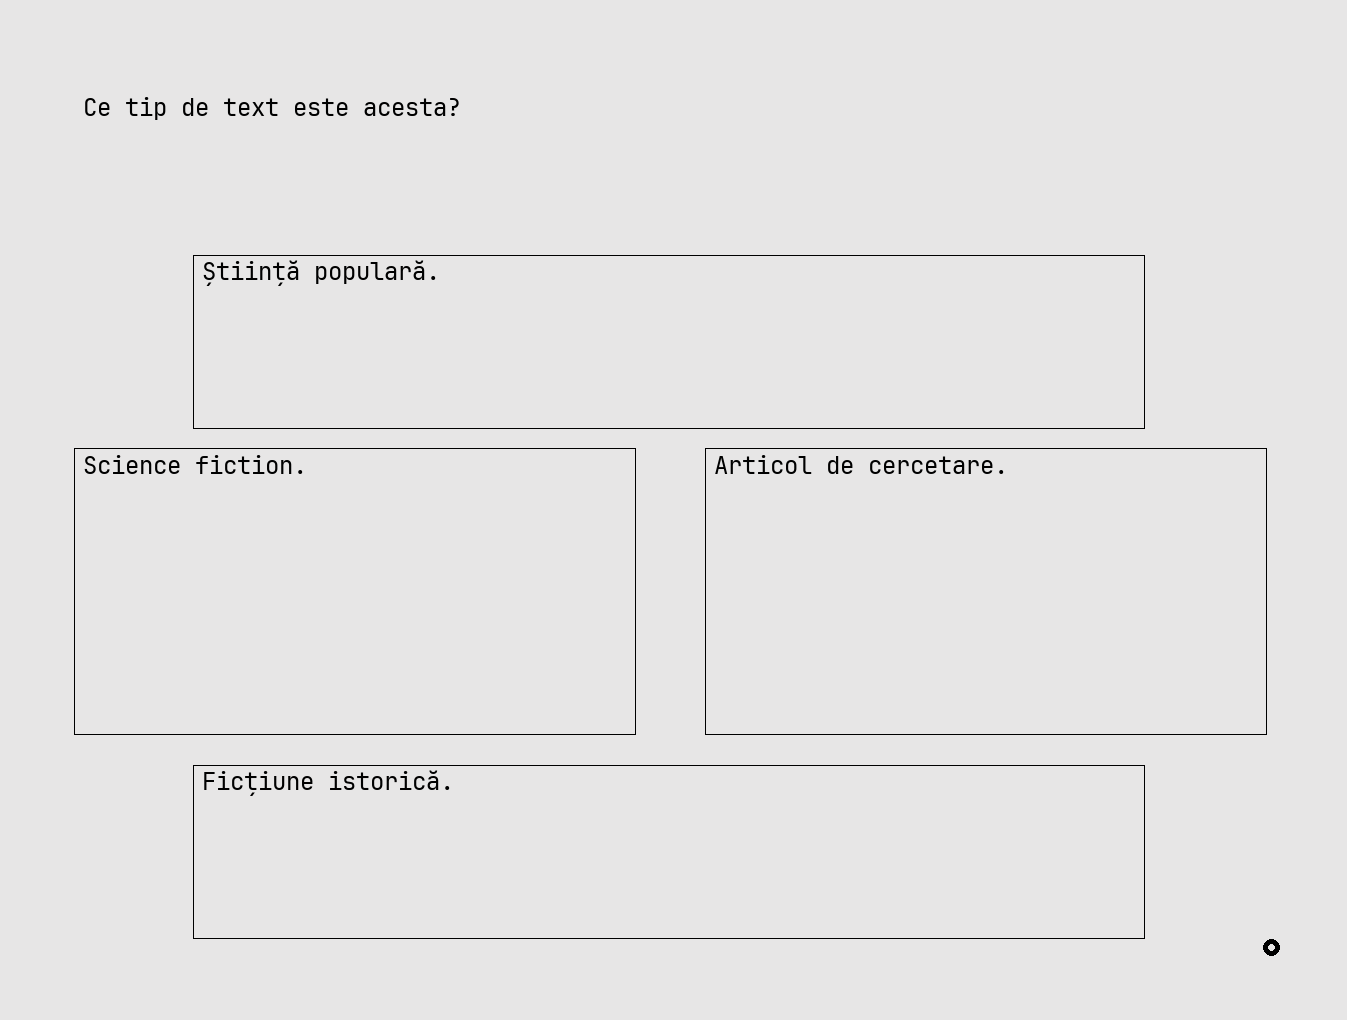 Ce tip de text este acesta?
Știință populară.
Science fiction.
Articol de cercetare.
Ficțiune istorică.